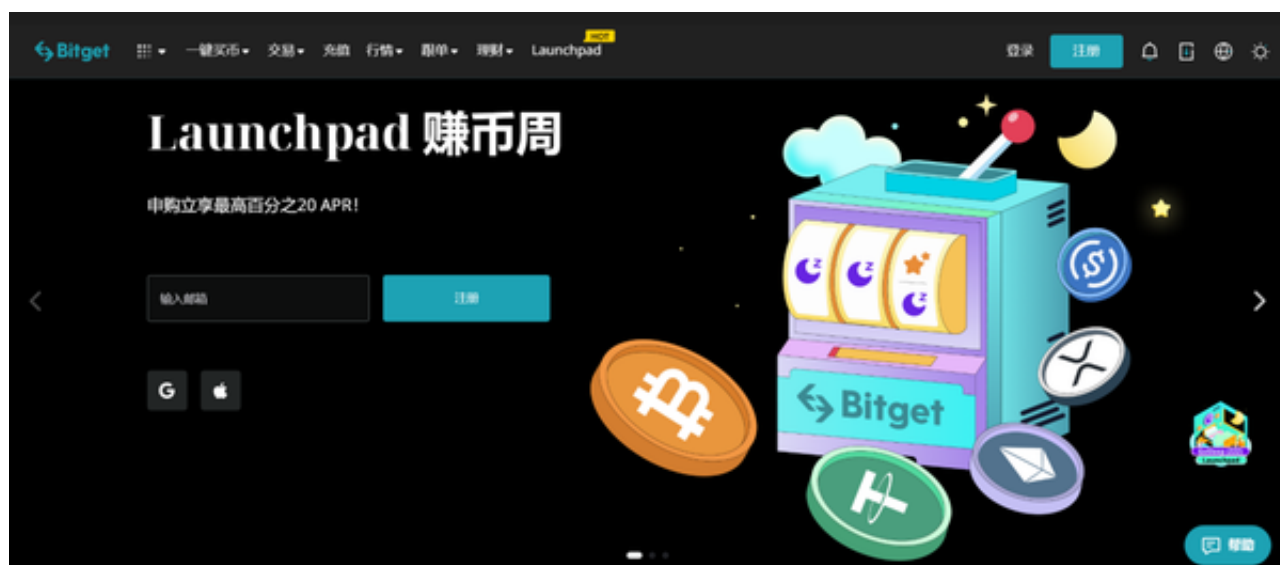 Bitget 一键买币 交易 充值 行情 跟单 理财 Launchpad HOT 登录 注册
Launchpad 赚币周
申购立享最高百分之20 APR!
输入邮箱 注册
G
Bitget
Launchpad
帮助